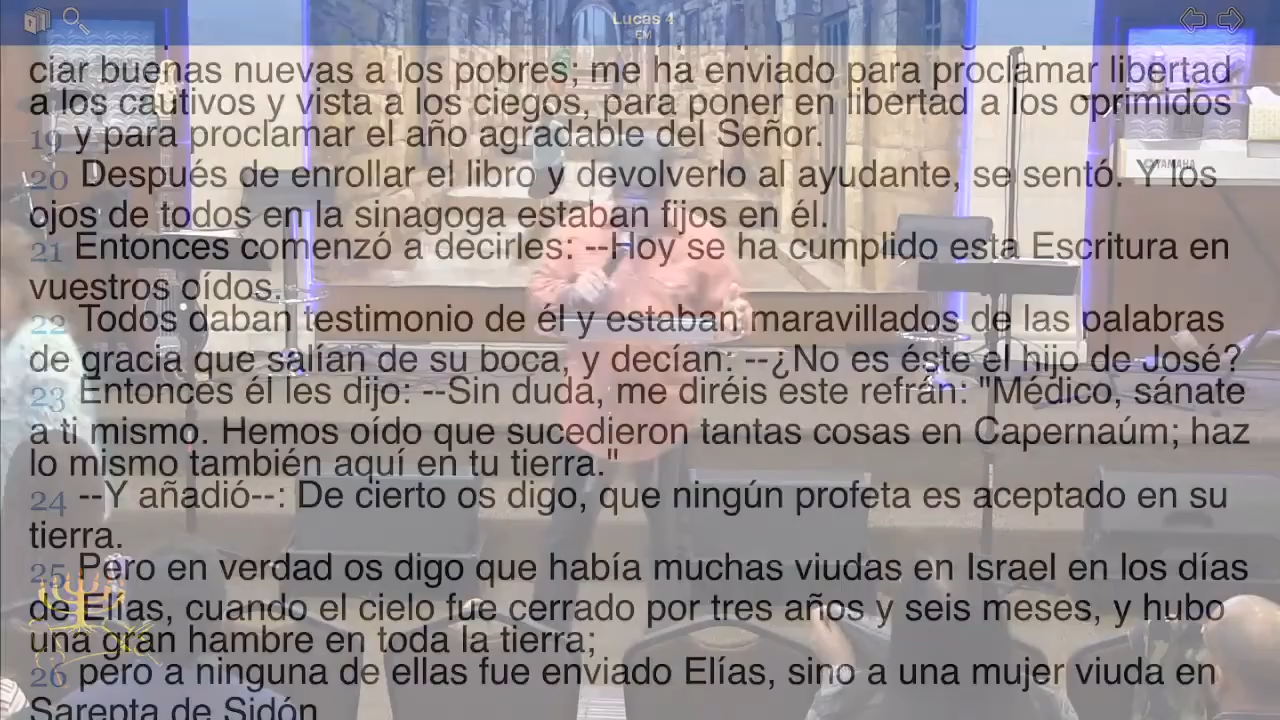 Lucas 4
EM
ciar buenas nuevas a los pobres; me ha enviado para proclamar libertad
a los cautivos y vista a los ciegos, para poner en libertad a los oprimidos
19 y para proclamar el año agradable del Señor.
20 Después de enrollar el libro y devolverlo al ayudante, se sentó. Y los
ojos de todos en la sinagoga estaban fijos en él.
21 Entonces comenzó a decirles: --Hoy se ha cumplido esta Escritura en
vuestros oídos.
22 Todos daban testimonio de él y estaban maravillados de las palabras
de gracia que salían de su boca, y decían: --¿No es éste el hijo de José?
23 Entonces él les dijo: --Sin duda, me diréis este refrán: "Médico, sánate
a ti mismo. Hemos oído que sucedieron tantas cosas en Capernaúm; haz
lo mismo también aquí en tu tierra."
24 --Y añadió--: De cierto os digo, que ningún profeta es aceptado en su
tierra.
25 Pero en verdad os digo que había muchas viudas en Israel en los días
de Elías, cuando el cielo fue cerrado por tres años y seis meses, y hubo
una gran hambre en toda la tierra;
26 pero a ninguna de ellas fue enviado Elías, sino a una mujer viuda en
Sarepta de Sidón
YAMAHA